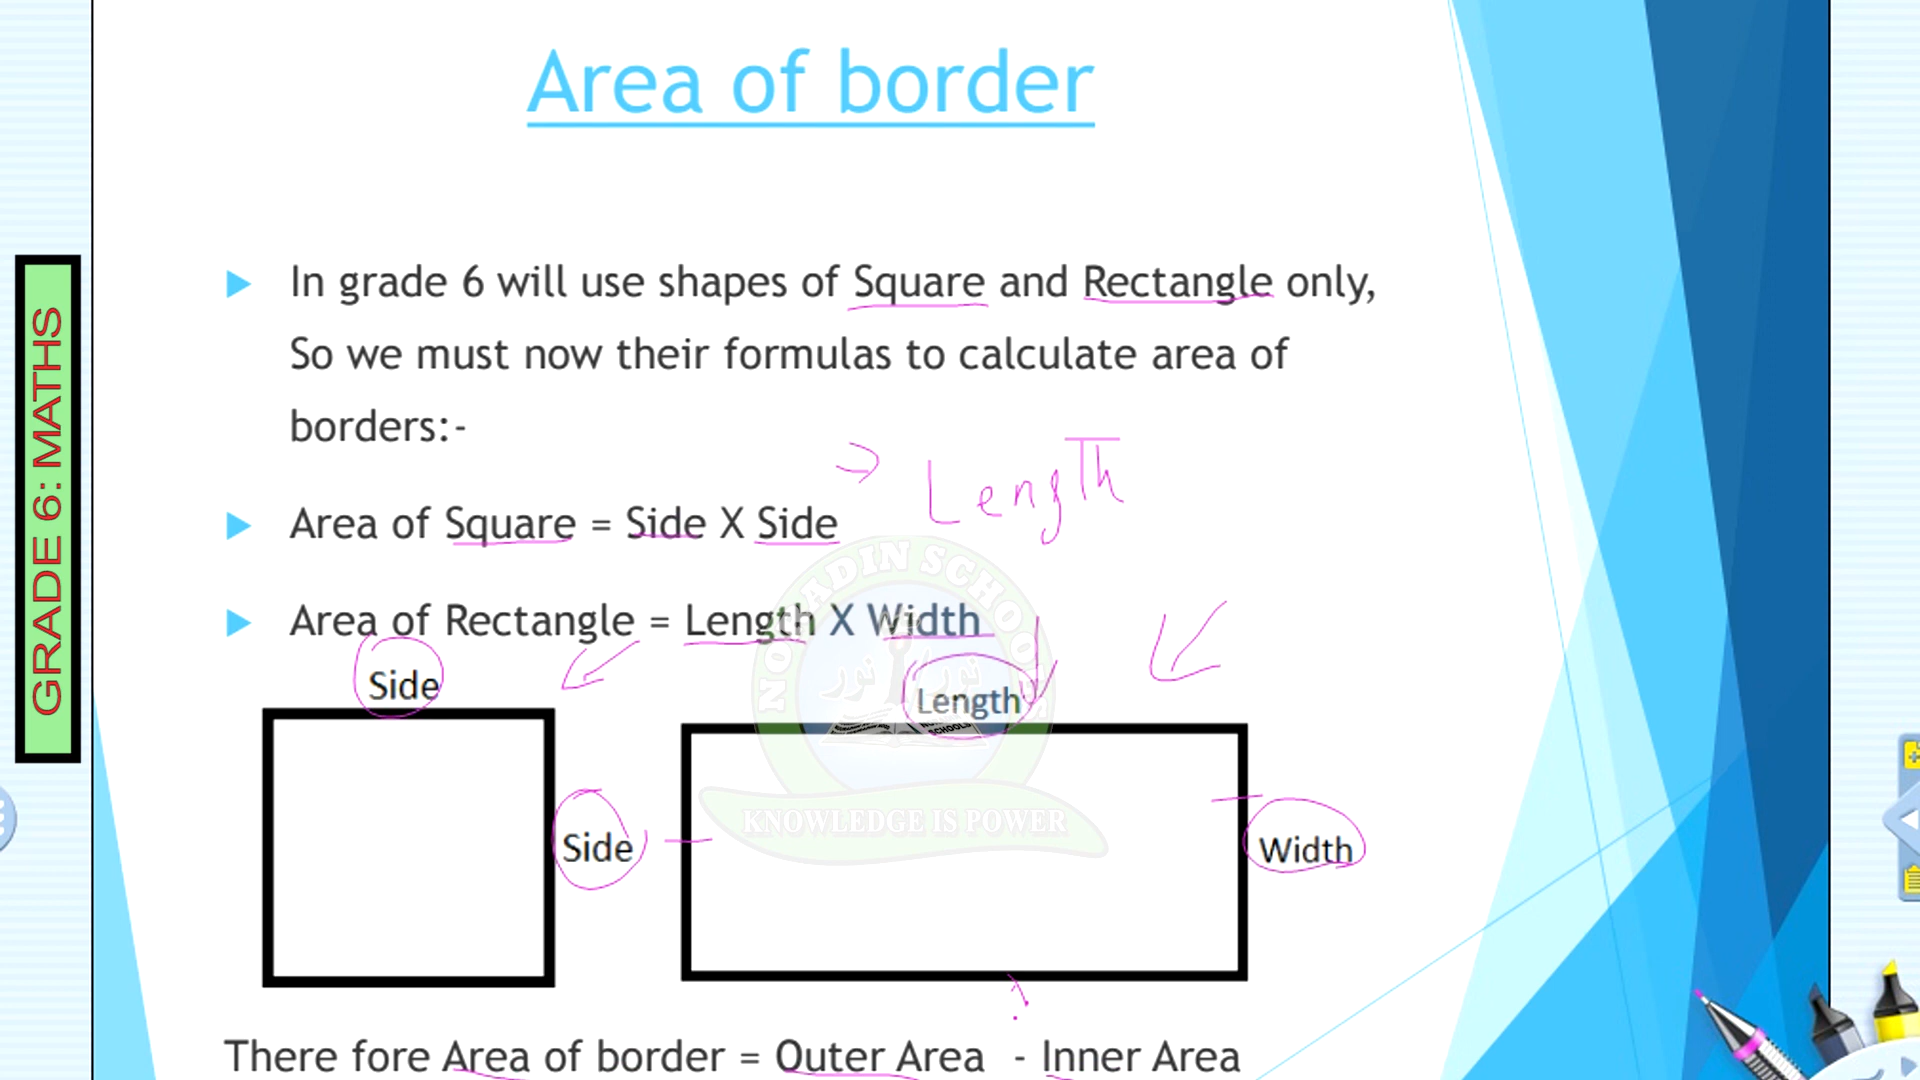 Area of border
In grade 6 will use shapes of Square and Rectangle only,
So we must now their formulas to calculate area of
borders:-
Length
Area of Square = Side X Side
Area of Rectangle = Length X Width
Side
Length
Side
Width
There fore Area of border = Outer Area - Inner Area
GRADE 6: MATHS
KNOWLEDGE IS POWER